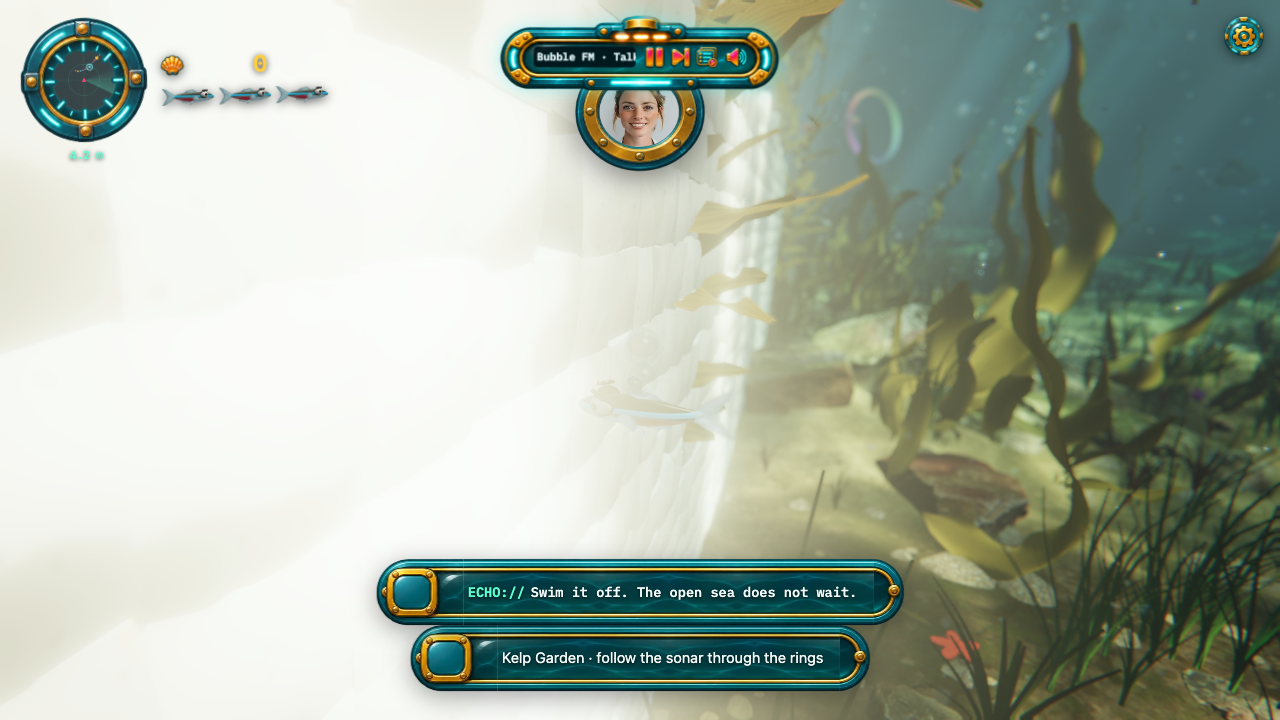 Bubble FM · Talk
0
ECHO:// Swim it off. The open sea does not wait.
Kelp Garden · follow the sonar through the rings